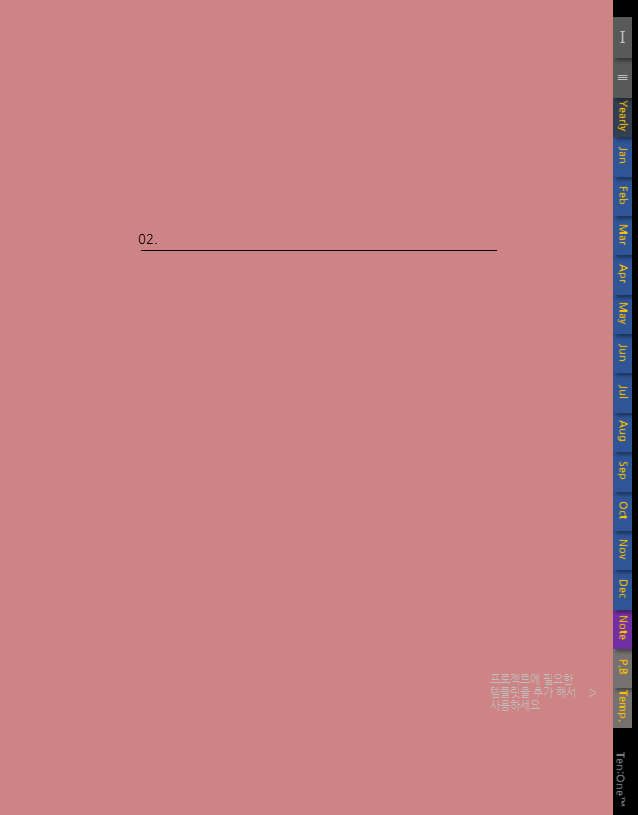 I
≡
Yearly
Jan
Feb
Mar
Apr
May
Jun
Jul
Aug
Sep
Oct
Nov
Dec
Note
P.B
Temp.
Ten:One™
02.
프로젝트에 필요한
템플릿을 추가 해서 >
사용하세요